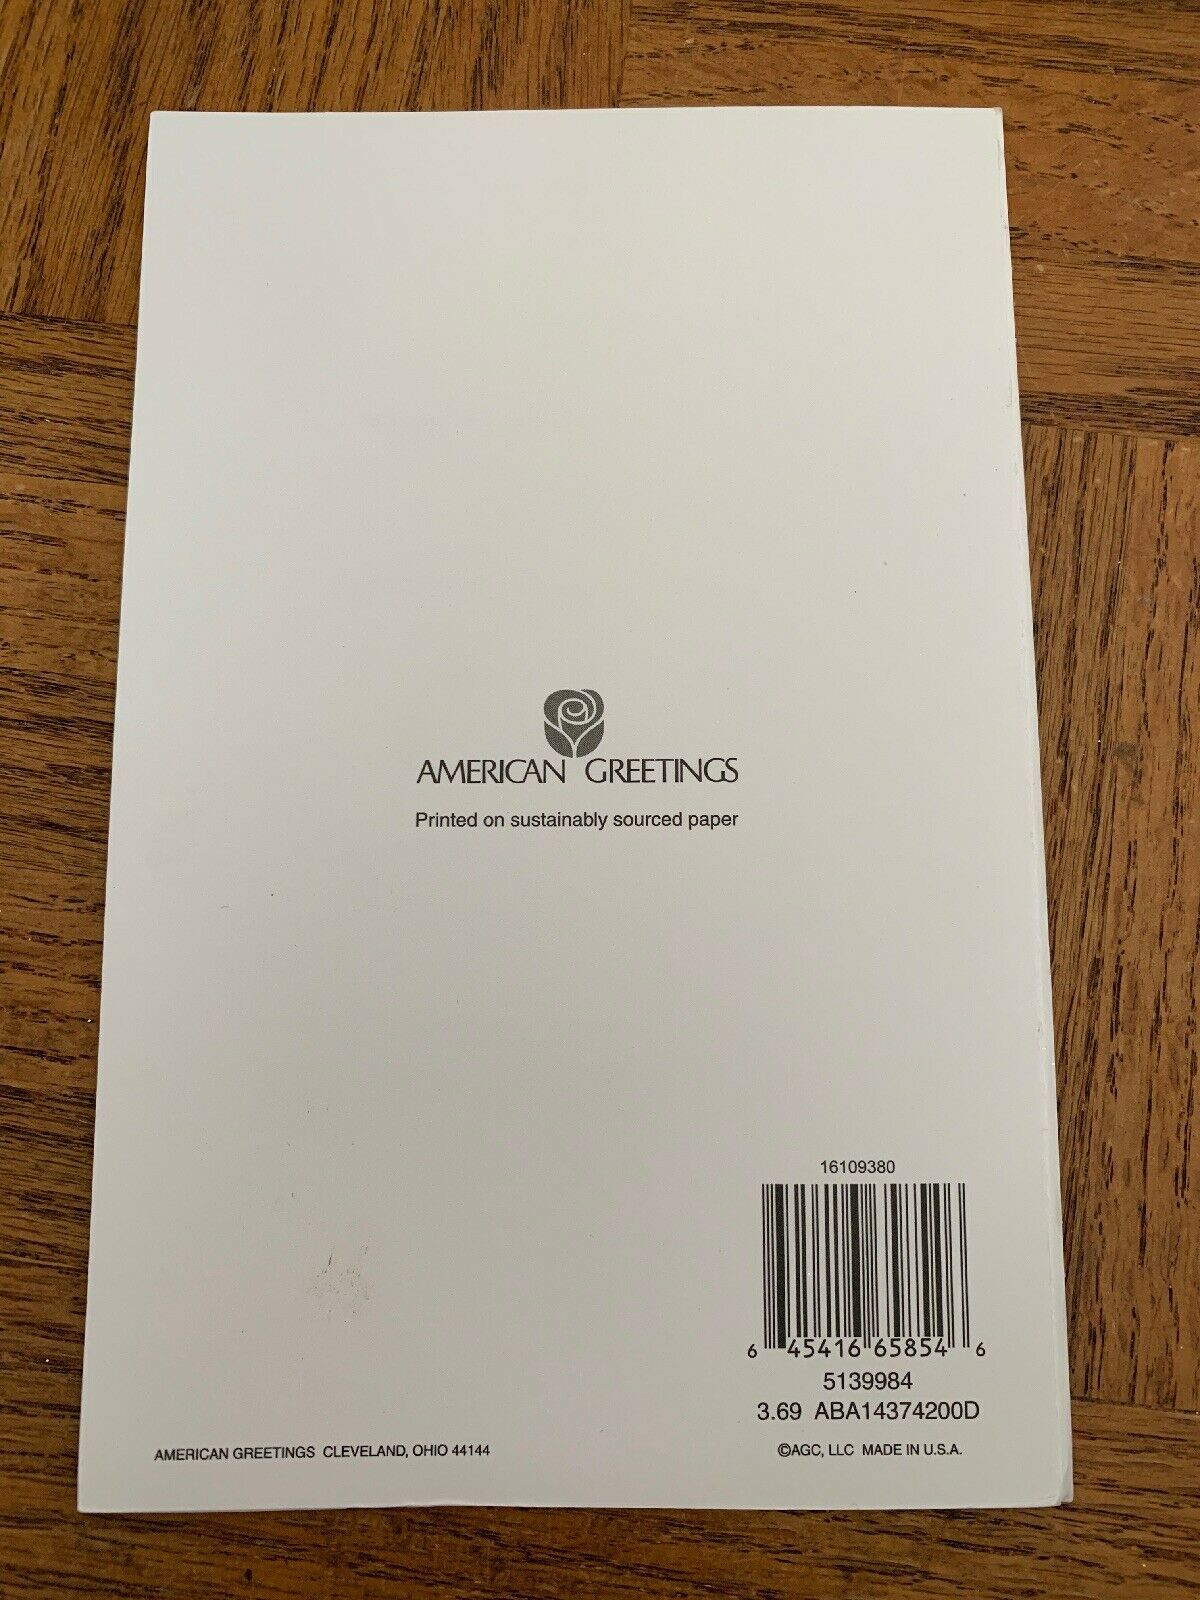 AMERICAN GREETINGS
Printed on sustainably sourced paper
16109380
6 45416 65854 6
5139984
3.69 ABA14374200D
AMERICAN GREETINGS CLEVELAND, OHIO 44144
©AGC, LLC MADE IN U.S.A.